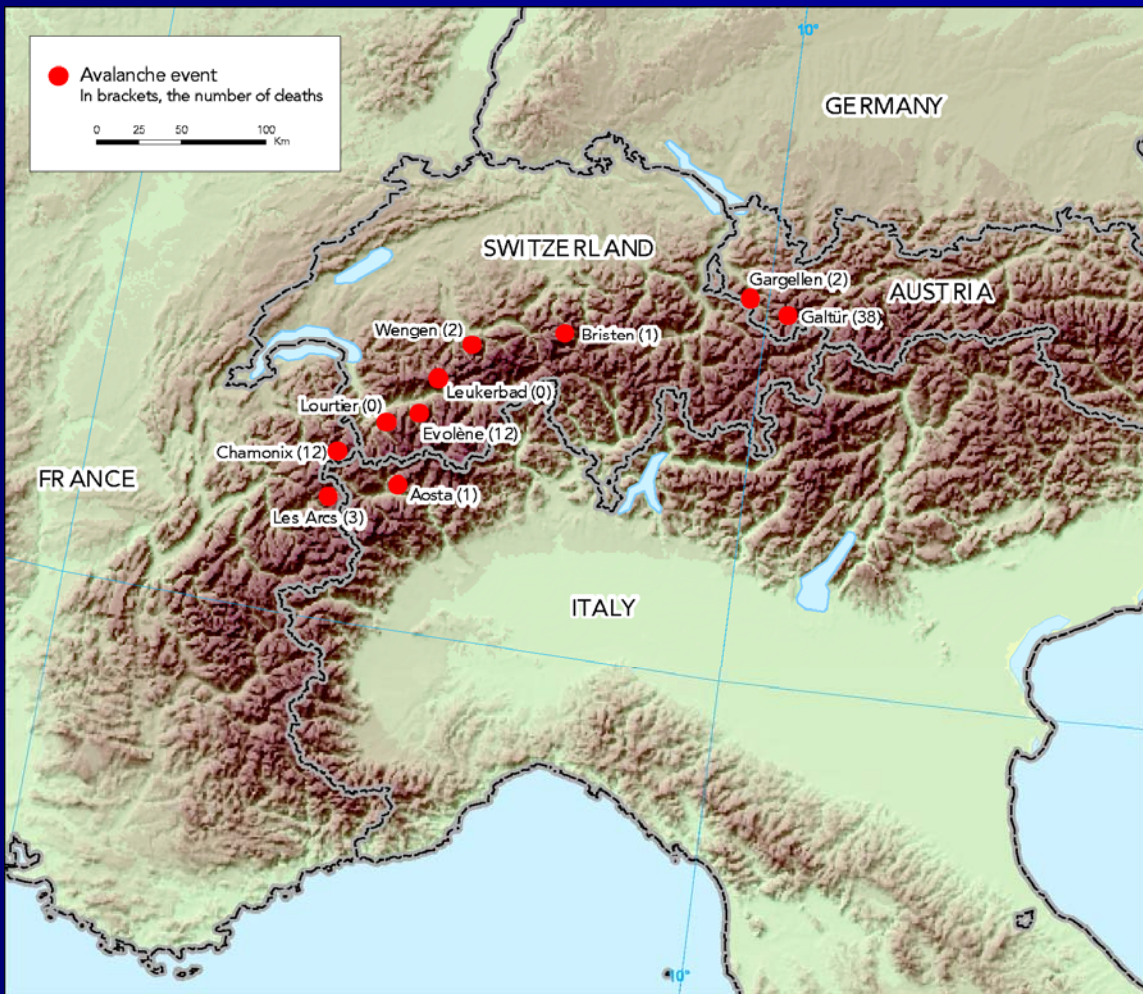 10°
Avalanche event
In brackets, the number of deaths
0 25 50 100
Km
GERMANY
SWITZERLAND
Gargellen (2)
AUSTRIA
Galtür (38)
Wengen (2)
Bristen (1)
Leukerbad (0)
Lourtier (0)
Evolène (12)
Chamonix (12)
FRANCE
Aosta (1)
Les Arcs (3)
ITALY
10°